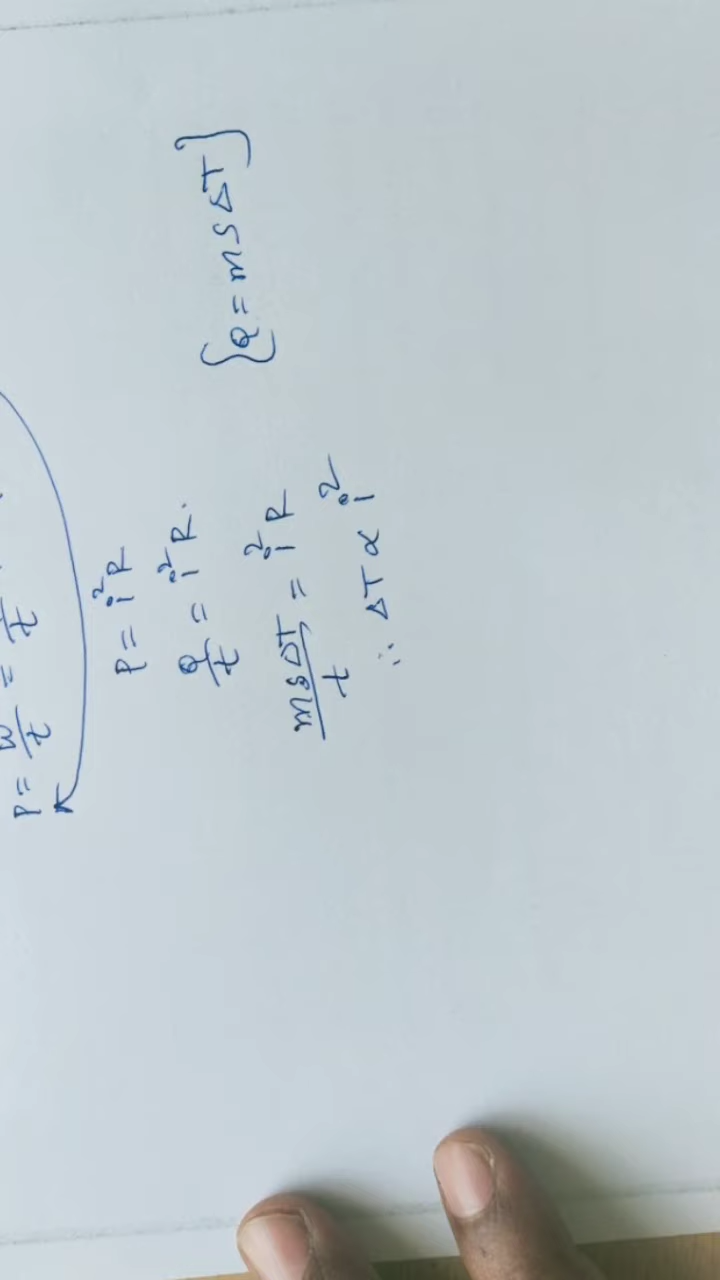 P = W/t = /t
P = i²R
Q/t = i²R.
msΔT/t = i²R {Q = msΔT}
∴ ΔT ∝ i²